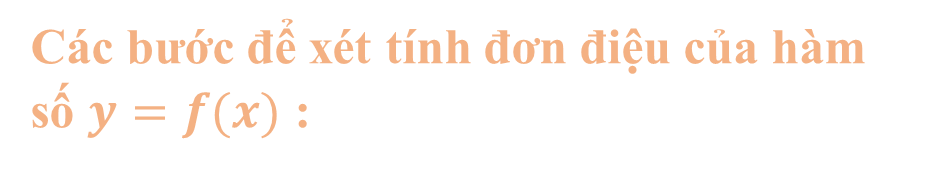 Các bước để xét tính đơn điệu của hàm
số y = f(x) :